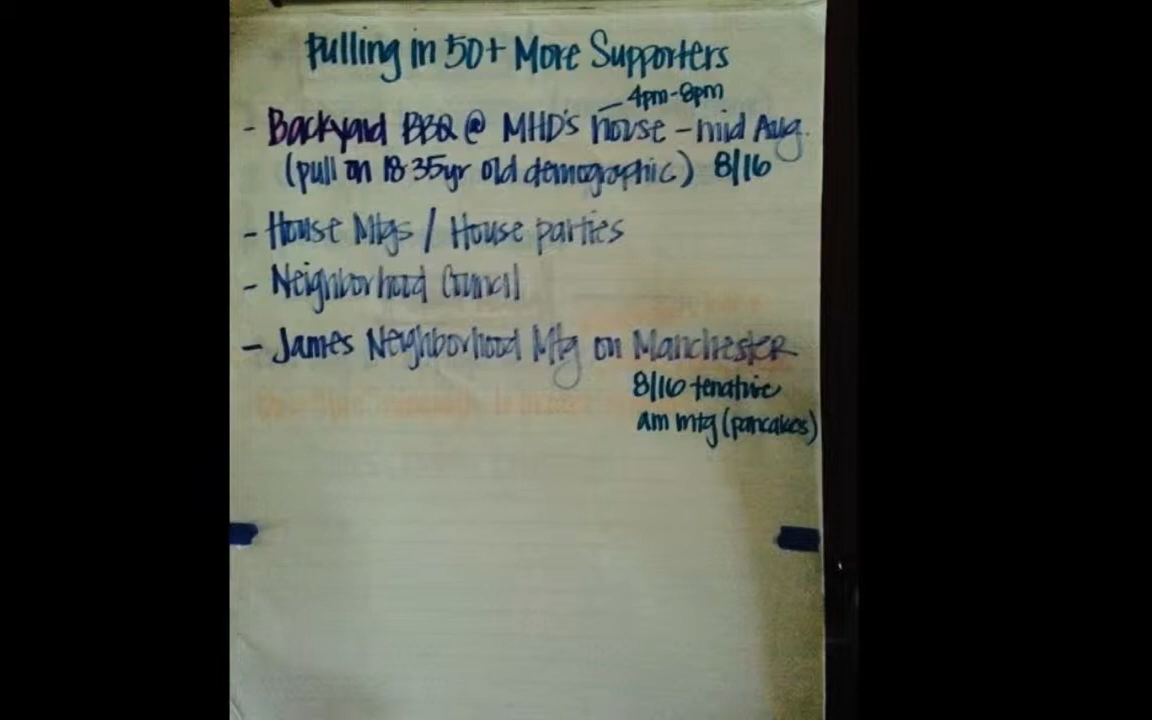 Pulling in 50+ More Supporters
4pm-8pm
- Backyard BBQ @ MHD's house - mid Aug.
(pull on 18-35yr old demographic) 8/16
- House Mtgs / House parties
- Neighborhood Council
- James Neighborhood Mtg on Manchester
8/16 tenative
am mtg (pancakes)